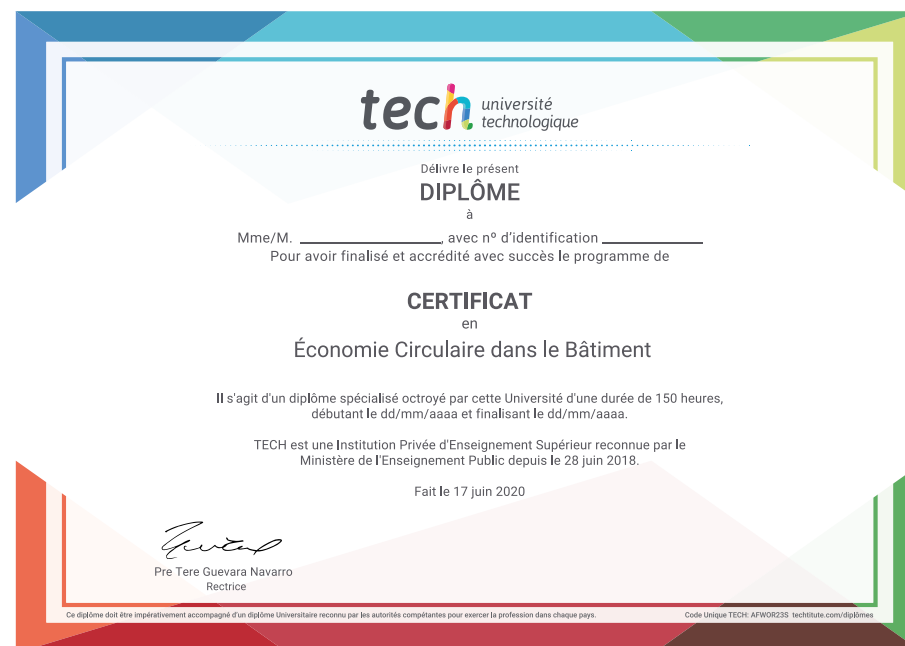 tech université
technologique
Délivre le présent
DIPLÔME
à
Mme/M. ____________________, avec nº d'identification ______________
Pour avoir finalisé et accrédité avec succès le programme de
CERTIFICAT
en
Économie Circulaire dans le Bâtiment
Il s'agit d'un diplôme spécialisé octroyé par cette Université d'une durée de 150 heures,
débutant le dd/mm/aaaa et finalisant le dd/mm/aaaa.
TECH est une Institution Privée d'Enseignement Supérieur reconnue par le
Ministère de l'Enseignement Public depuis le 28 juin 2018.
Fait le 17 juin 2020
Pre Tere Guevara Navarro
Rectrice
Ce diplôme doit être impérativement accompagné d'un diplôme Universitaire reconnu par les autorités compétantes pour exercer la profession dans chaque pays.
Code Unique TECH: AFWOR23S techtitute.com/diplômes